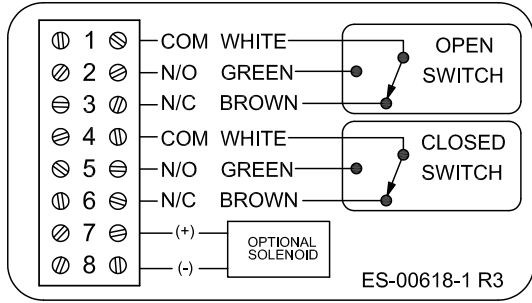 1 COM WHITE
2 N/O GREEN
3 N/C BROWN
OPEN
SWITCH
4 COM WHITE
5 N/O GREEN
6 N/C BROWN
CLOSED
SWITCH
7 (+)
8 (-)
OPTIONAL
SOLENOID
ES-00618-1 R3